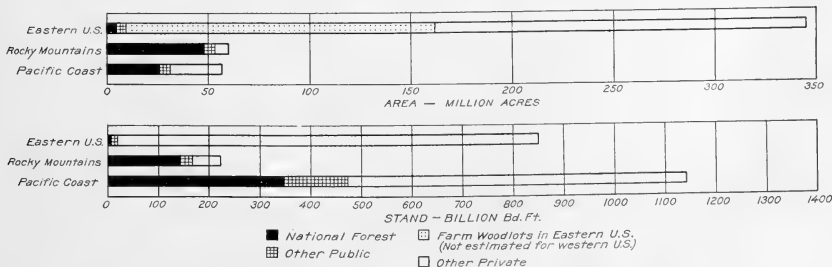 Eastern U.S.
Rocky Mountains
Pacific Coast
0 50 100 150 200 250 300 350
AREA — MILLION ACRES
Eastern U.S.
Rocky Mountains
Pacific Coast
0 100 200 300 400 500 600 700 800 900 1000 1100 1200 1300 1400
STAND — BILLION Bd. Ft.
National Forest
Other Public
Farm Woodlots in Eastern U.S.
(Not estimated for western U.S.)
Other Private